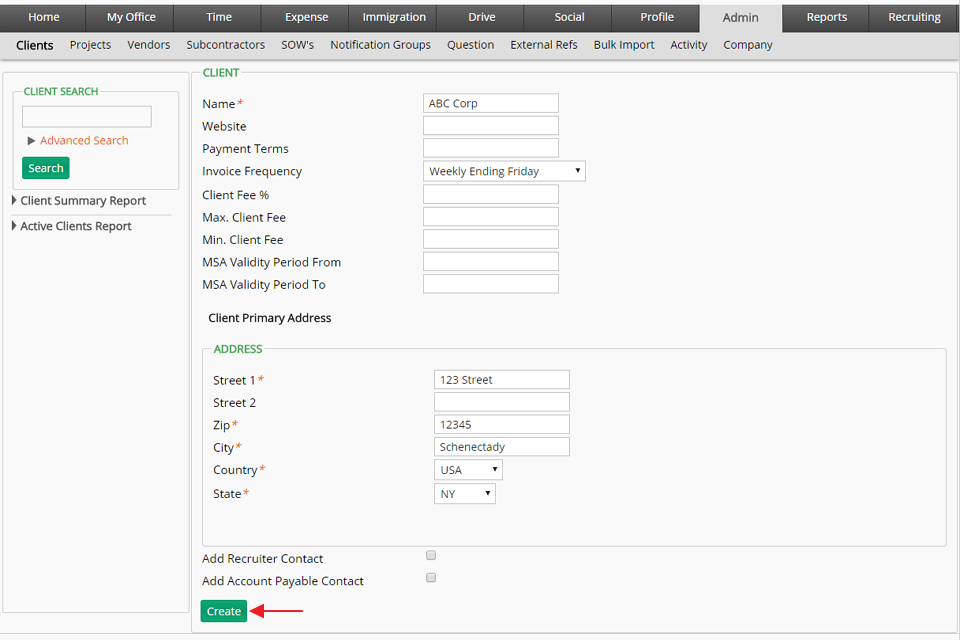 Home My Office Time Expense Immigration Drive Social Profile Admin Reports Recruiting
Clients Projects Vendors Subcontractors SOW's Notification Groups Question External Refs Bulk Import Activity Company
CLIENT SEARCH
Advanced Search
Search
Client Summary Report
Active Clients Report
CLIENT
Name* ABC Corp
Website
Payment Terms
Invoice Frequency Weekly Ending Friday
Client Fee %
Max. Client Fee
Min. Client Fee
MSA Validity Period From
MSA Validity Period To
Client Primary Address
ADDRESS
Street 1* 123 Street
Street 2
Zip* 12345
City* Schenectady
Country* USA
State* NY
Add Recruiter Contact
Add Account Payable Contact
Create